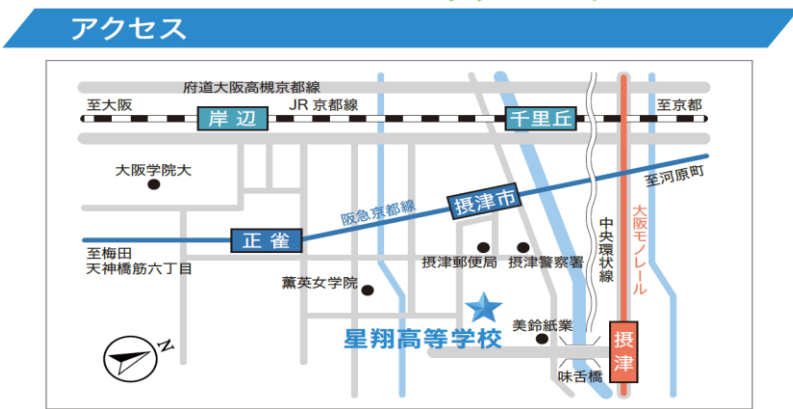 アクセス
府道大阪高槻京都線
至大阪
岸辺
JR 京都線
千里丘
至京都
大阪学院大
阪急京都線
摂津市
至河原町
正雀
至梅田
天神橋筋六丁目
摂津郵便局
摂津警察署
中央環状線
大阪モノレール
薫英女学院
星翔高等学校
美鈴紙業
摂津
味舌橋
N